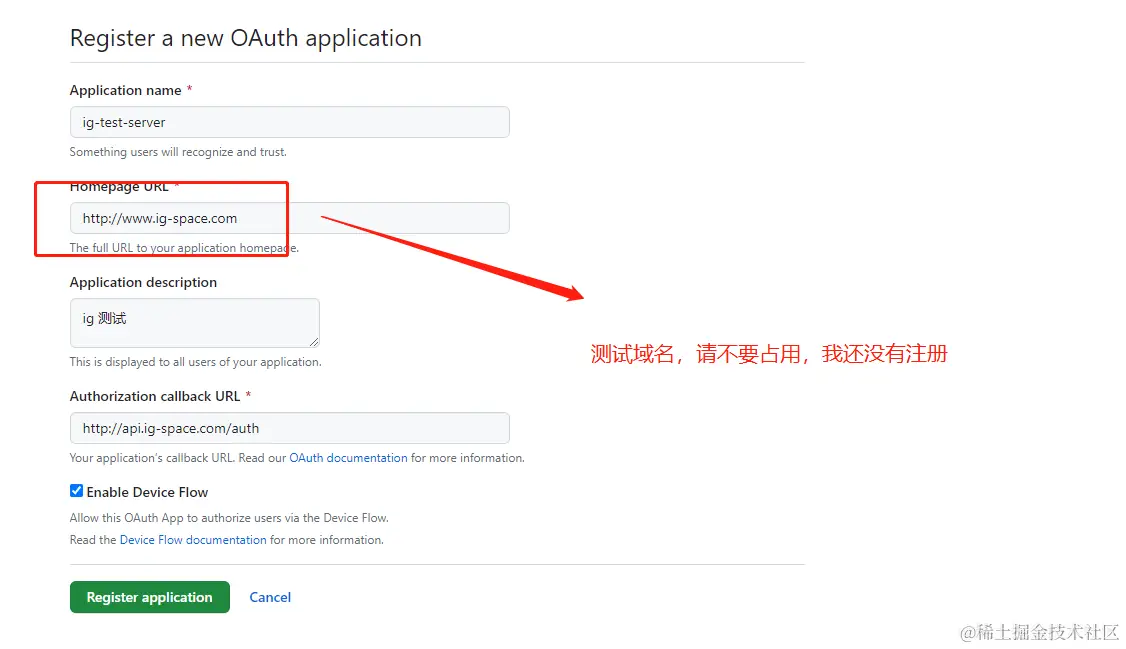 Register a new OAuth application
Application name *
ig-test-server
Something users will recognize and trust.
Homepage URL *
http://www.ig-space.com
The full URL to your application homepage.
Application description
ig 测试
This is displayed to all users of your application.
测试域名，请不要占用，我还没有注册
Authorization callback URL *
http://api.ig-space.com/auth
Your application's callback URL. Read our OAuth documentation for more information.
Enable Device Flow
Allow this OAuth App to authorize users via the Device Flow.
Read the Device Flow documentation for more information.
Register application
Cancel
@稀土掘金技术社区